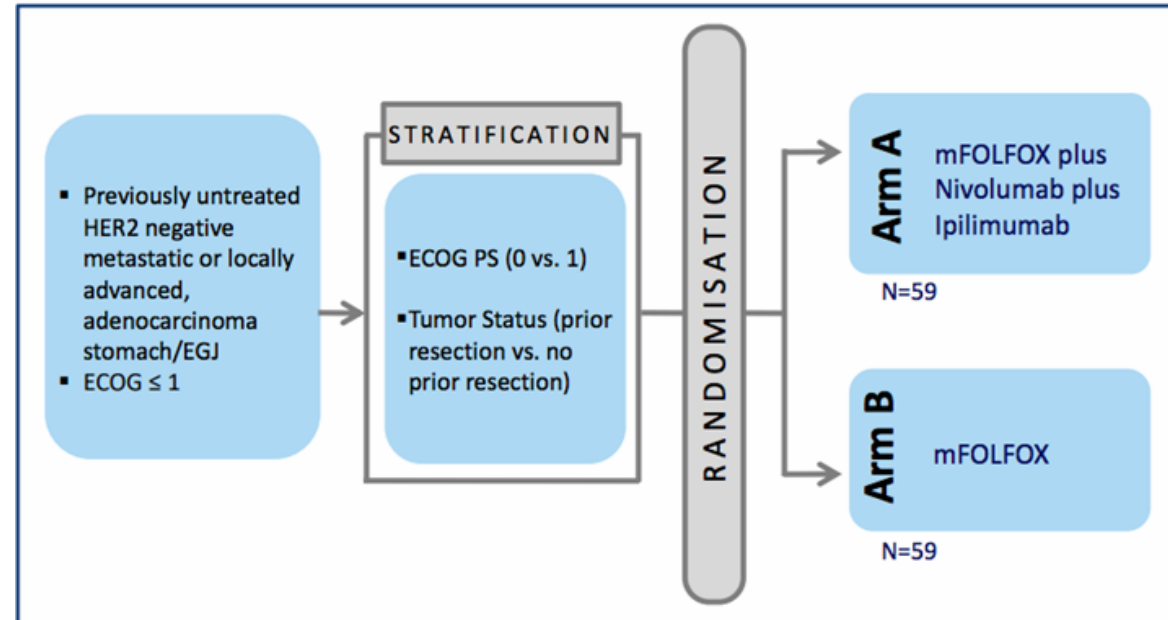 ▪ Previously untreated
HER2 negative
metastatic or locally
advanced,
adenocarcinoma
stomach/EGJ
▪ ECOG ≤ 1
STRATIFICATION
▪ECOG PS (0 vs. 1)
▪Tumor Status (prior
resection vs. no
prior resection)
RANDOMISATION
Arm A
mFOLFOX plus
Nivolumab plus
Ipilimumab
N=59
Arm B
mFOLFOX
N=59